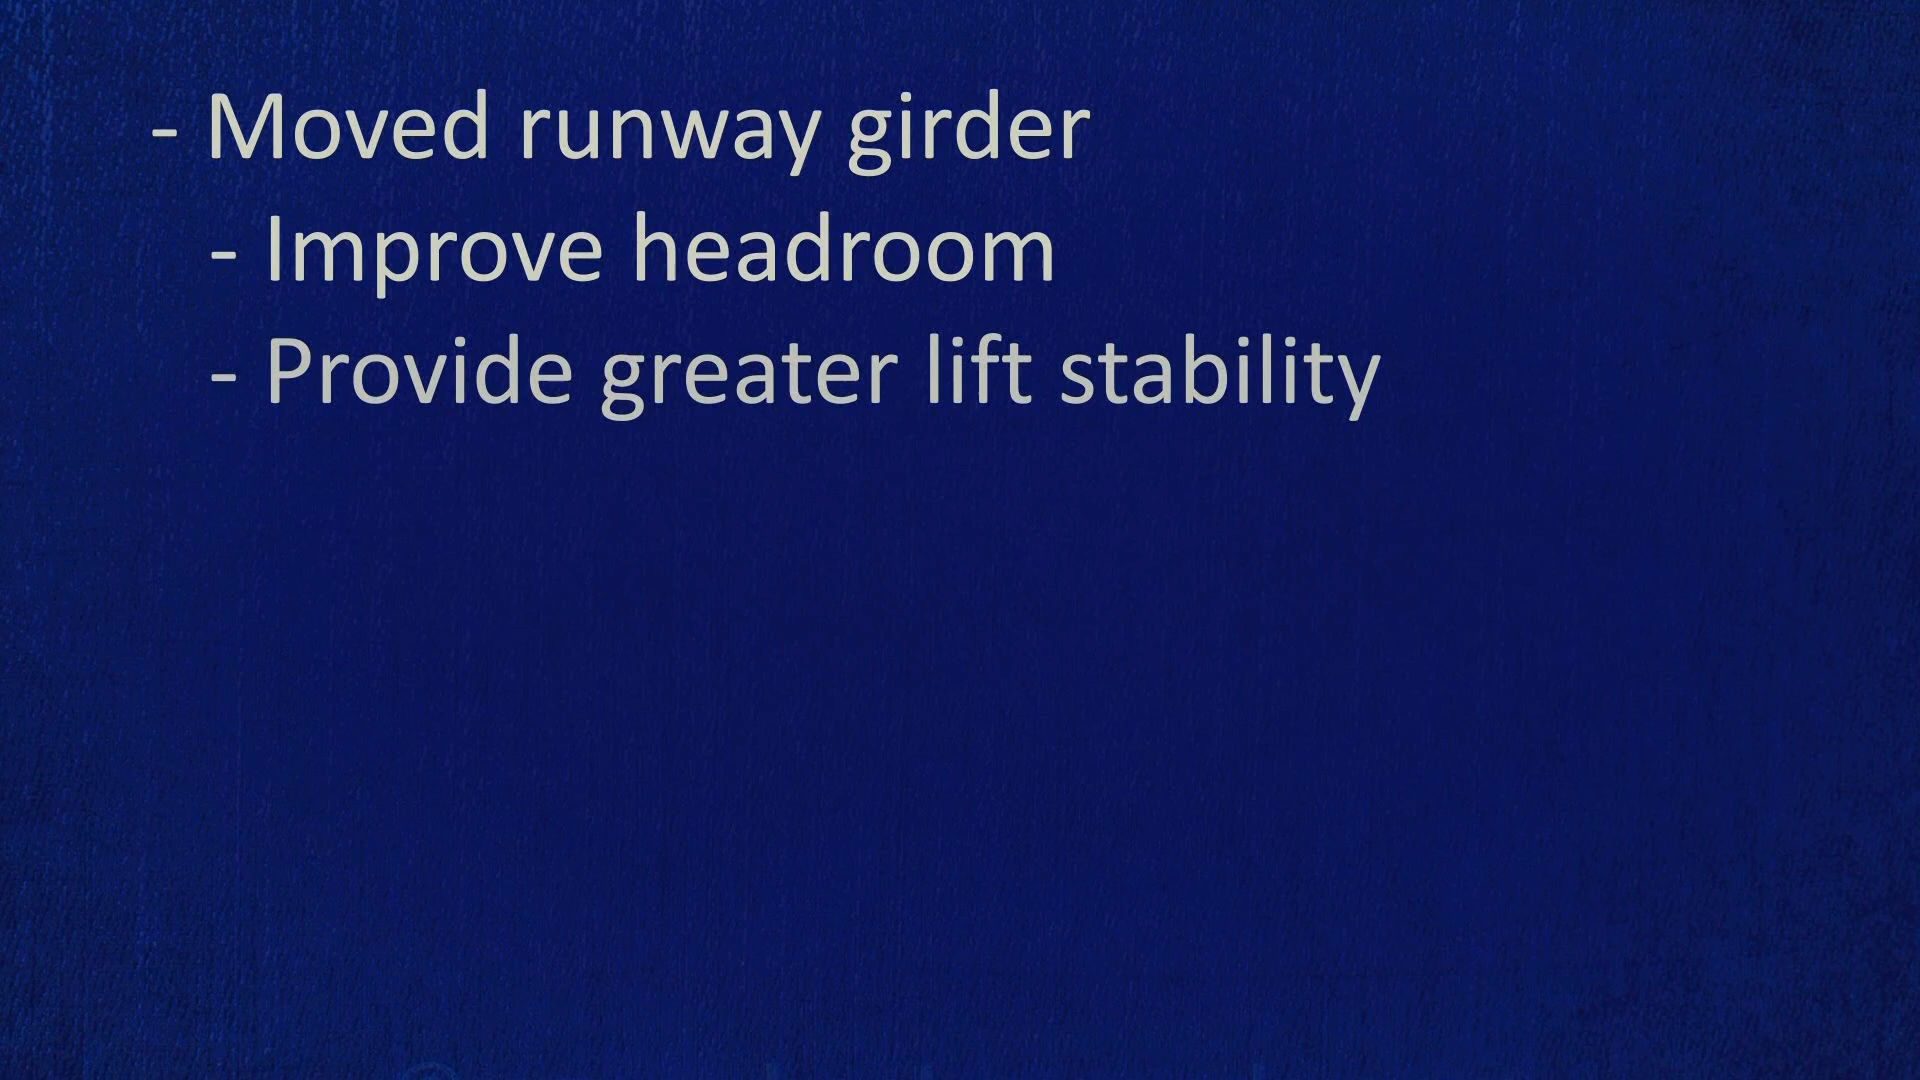 - Moved runway girder
- Improve headroom
- Provide greater lift stability